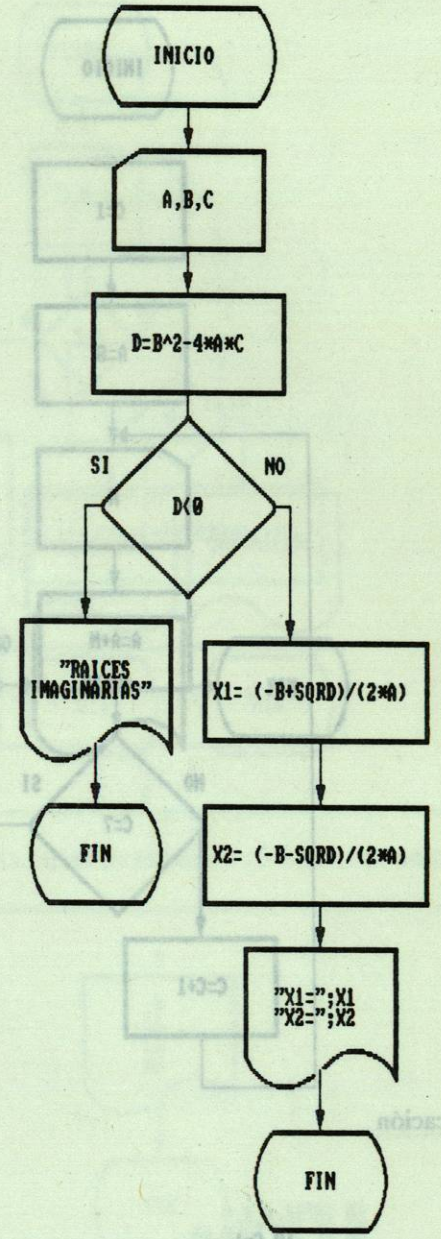 INICIO
A,B,C
D=B^2-4*A*C
SI
NO
D<0
"RAICES
IMAGINARIAS"
FIN
X1= (-B+SQRD)/(2*A)
X2= (-B-SQRD)/(2*A)
"X1=";X1
"X2=";X2
FIN